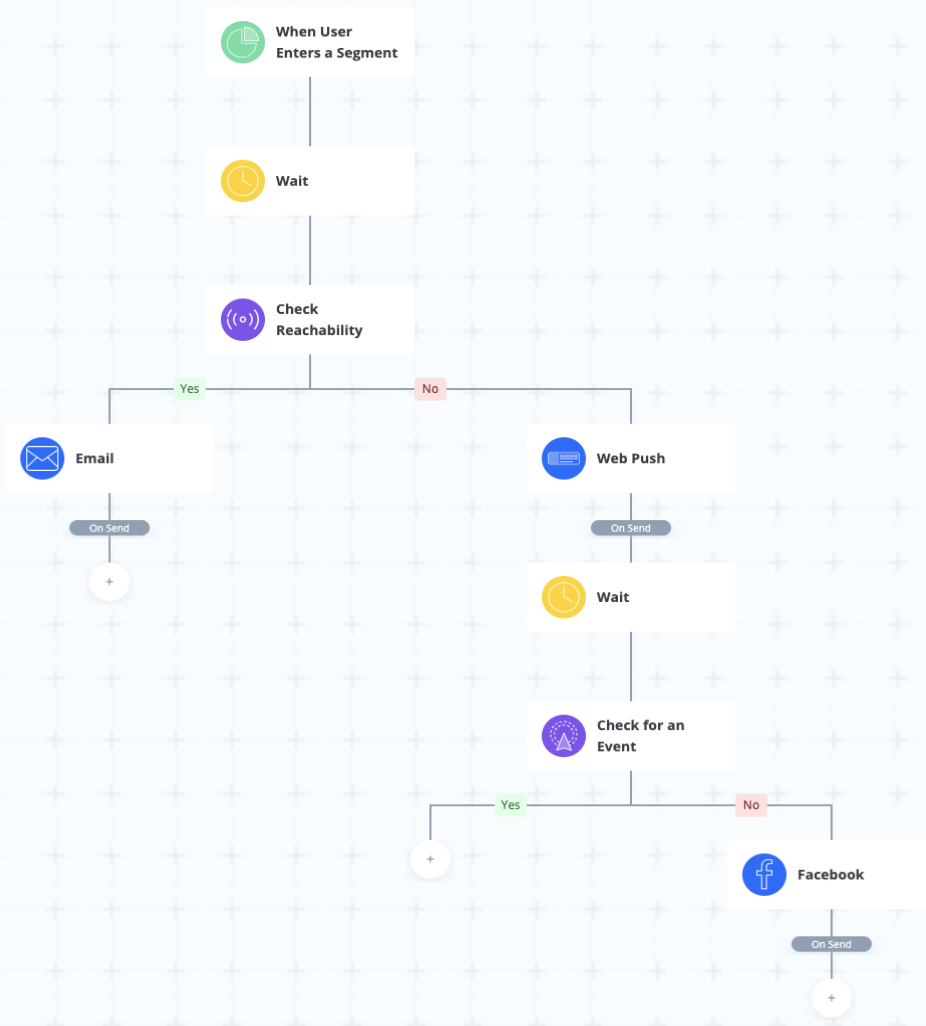 When User
Enters a Segment
Wait
Check
Reachability
Yes
No
Email
Web Push
On Send
On Send
+
Wait
Check for an
Event
Yes
No
+
Facebook
On Send
+